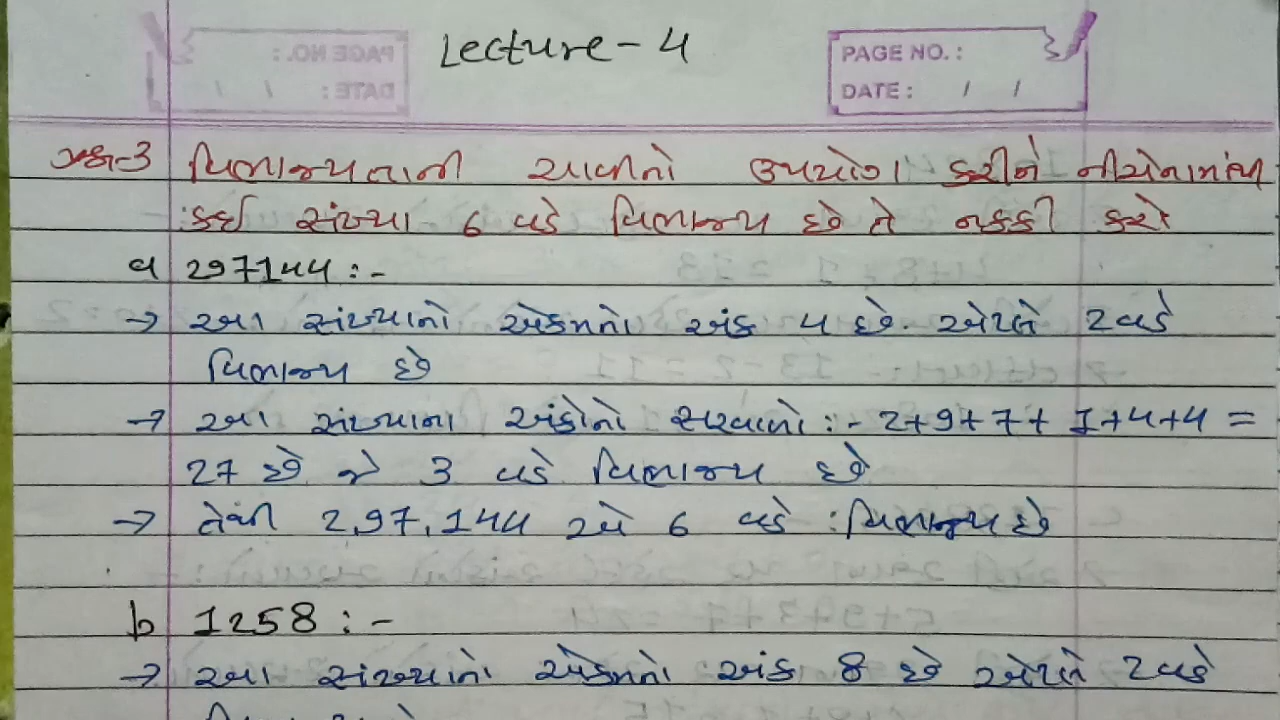 Lecture - 4
PAGE NO. :
DATE : / /
પ્રશ્ન-3 વિભાજ્યતાની ચાવીનો ઉપયોગ કરીને નીચેનામાંથી
કઈ સંખ્યા 6 વડે વિભાજ્ય છે તે નક્કી કરો
a 297144 :-
→ આ સંખ્યાનો એકમનો અંક 4 છે. એટલે 2 વડે
વિભાજ્ય છે
→ આ સંખ્યાના અંકોનો સરવાળો :- 2+9+7+1+4+4 =
27 છે જે 3 વડે વિભાજ્ય છે
→ તેથી 2,97,144 એ 6 વડે વિભાજ્ય છે
b 1258 :-
→ આ સંખ્યાનો એકમનો અંક 8 છે એટલે 2 વડે